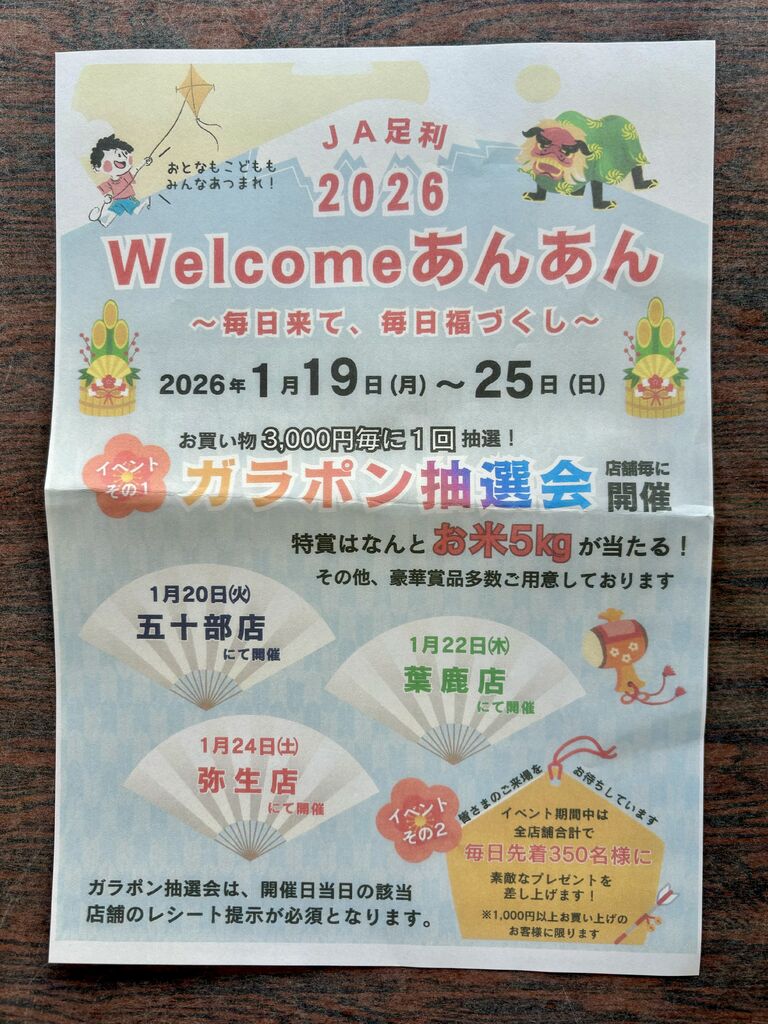 おとなもこどもも
みんなあつまれ！
ＪＡ足利
2026
Welcomeあんあん
～毎日来て、毎日福づくし～
2026年1月19日(月)～25日(日)
お買い物3,000円毎に1回抽選！
イベント
その1
ガラポン抽選会
店舗毎に
開催
特賞はなんとお米5kgが当たる！
その他、豪華賞品多数ご用意しております
1月20日㈫
五十部店
にて開催
1月22日㈭
葉鹿店
にて開催
1月24日㈯
弥生店
にて開催
イベント
その2
皆さまのご来場を
お待ちしています
イベント期間中は
全店舗合計で
毎日先着350名様に
素敵なプレゼントを
差し上げます！
※1,000円以上お買い上げの
お客様に限ります
ガラポン抽選会は、開催日当日の該当
店舗のレシート提示が必須となります。